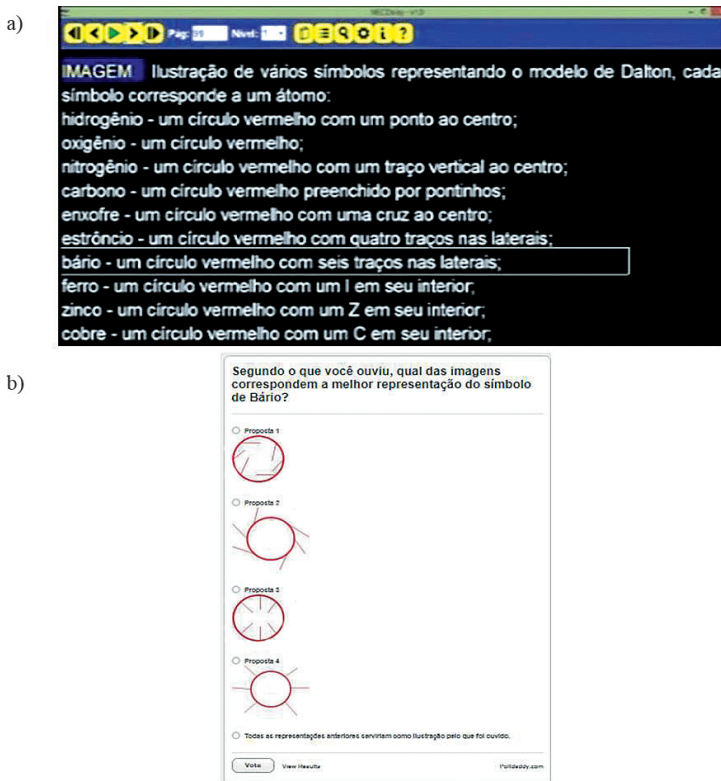 a)
MECDaisy v1.0
Pág: 99 Nível: 1
IMAGEM Ilustração de vários símbolos representando o modelo de Dalton, cada
símbolo corresponde a um átomo:
hidrogênio - um círculo vermelho com um ponto ao centro;
oxigênio - um círculo vermelho;
nitrogênio - um círculo vermelho com um traço vertical ao centro;
carbono - um círculo vermelho preenchido por pontinhos;
enxofre - um círculo vermelho com uma cruz ao centro;
estrôncio - um círculo vermelho com quatro traços nas laterais;
bário - um círculo vermelho com seis traços nas laterais;
ferro - um círculo vermelho com um I em seu interior;
zinco - um círculo vermelho com um Z em seu interior;
cobre - um círculo vermelho com um C em seu interior;
b)
Segundo o que você ouviu, qual das imagens
correspondem a melhor representação do símbolo
de Bário?
Proposta 1
Proposta 2
Proposta 3
Proposta 4
Todas as representações anteriores serviriam como ilustração pelo que foi ouvido.
Vote View Results Polldaddy.com